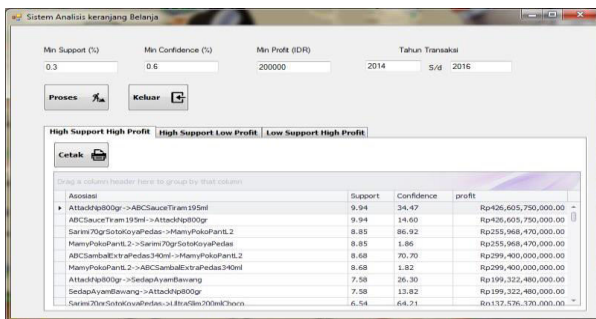 Sistem Analisis keranjang Belanja
Min Support (%) Min Confidence (%) Min Profit (IDR) Tahun Transaksi
0.3 0.6 200000 2014 S/d 2016
Proses Keluar
High Support High Profit High Support Low Profit Low Support High Profit
Cetak
Drag a column header here to group by that column
Asosiasi Support Confidence profit
AttackNp800gr->ABCSauceTiram195ml 9.94 34.47 Rp426,605,750,000.00
ABCSauceTiram195ml->AttackNp800gr 9.94 14.60 Rp426,605,750,000.00
Sarimi70grSotoKoyaPedas->MamyPokoPantL2 8.85 86.92 Rp255,968,470,000.00
MamyPokoPantL2->Sarimi70grSotoKoyaPedas 8.85 1.86 Rp255,968,470,000.00
ABCSambalExtraPedas340ml->MamyPokoPantL2 8.68 70.70 Rp299,400,000,000.00
MamyPokoPantL2->ABCSambalExtraPedas340ml 8.68 1.82 Rp299,400,000,000.00
AttackNp800gr->SedapAyamBawang 7.58 26.30 Rp199,322,480,000.00
SedapAyamBawang->AttackNp800gr 7.58 13.82 Rp199,322,480,000.00
Sarimi70grSotoKoyaPedas->UltraSlim200mlChoco 6.54 64.21 Rp137,576,370,000.00